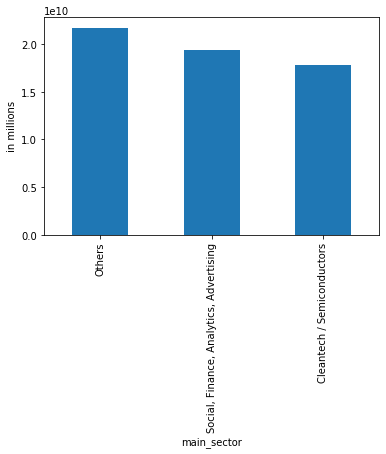 1e10
2.0
1.5
1.0
0.5
0.0
in millions
Others
Social, Finance, Analytics, Advertising
Cleantech / Semiconductors
main_sector